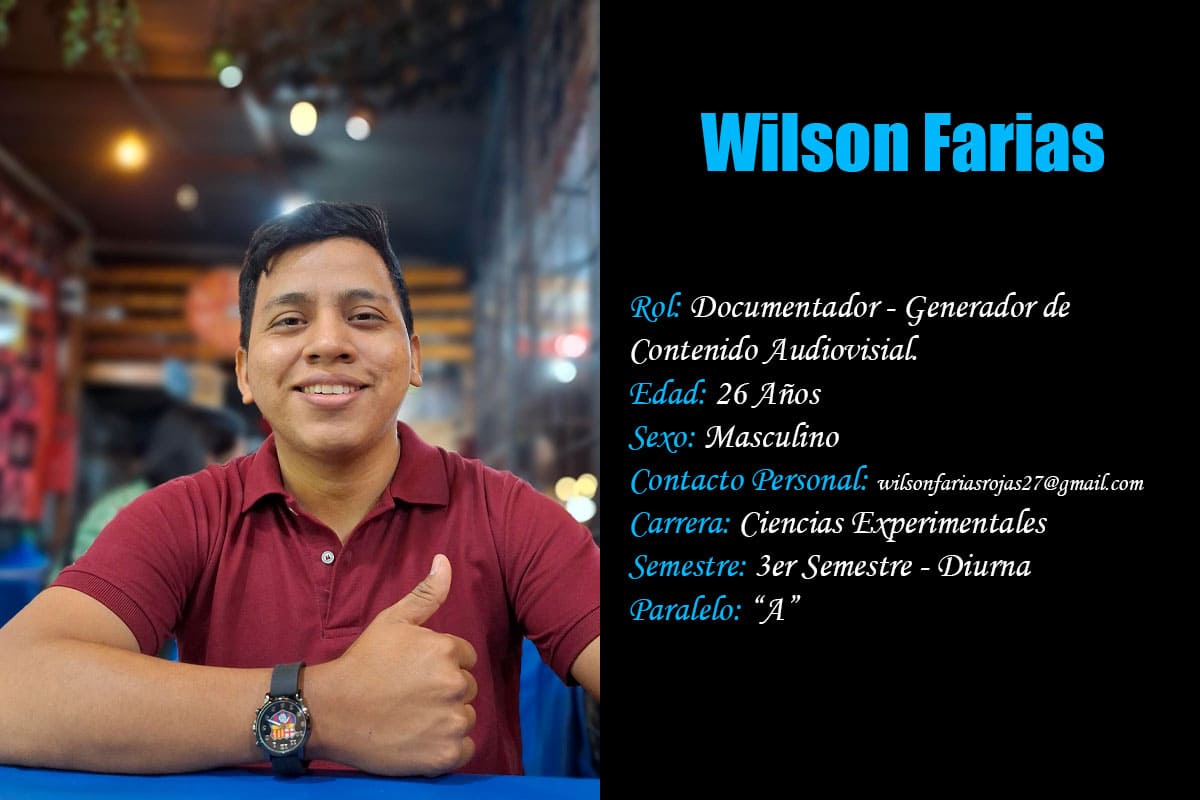 Wilson Farias
Rol: Documentador - Generador de
Contenido Audiovisial.
Edad: 26 Años
Sexo: Masculino
Contacto Personal: wilsonfariasrojas27@gmail.com
Carrera: Ciencias Experimentales
Semestre: 3er Semestre - Diurna
Paralelo: “A”